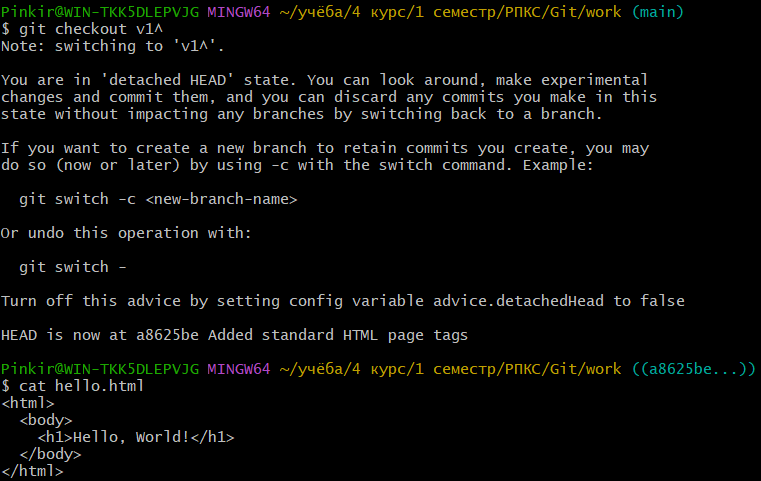 Pinkir@WIN-TKK5DLEPVJG MINGW64 ~/учёба/4 курс/1 семестр/РПКС/Git/work (main)
$ git checkout v1^
Note: switching to 'v1^'.

You are in 'detached HEAD' state. You can look around, make experimental
changes and commit them, and you can discard any commits you make in this
state without impacting any branches by switching back to a branch.

If you want to create a new branch to retain commits you create, you may
do so (now or later) by using -c with the switch command. Example:

  git switch -c <new-branch-name>

Or undo this operation with:

  git switch -

Turn off this advice by setting config variable advice.detachedHead to false

HEAD is now at a8625be Added standard HTML page tags

Pinkir@WIN-TKK5DLEPVJG MINGW64 ~/учёба/4 курс/1 семестр/РПКС/Git/work ((a8625be...))
$ cat hello.html
<html>
  <body>
    <h1>Hello, World!</h1>
  </body>
</html>